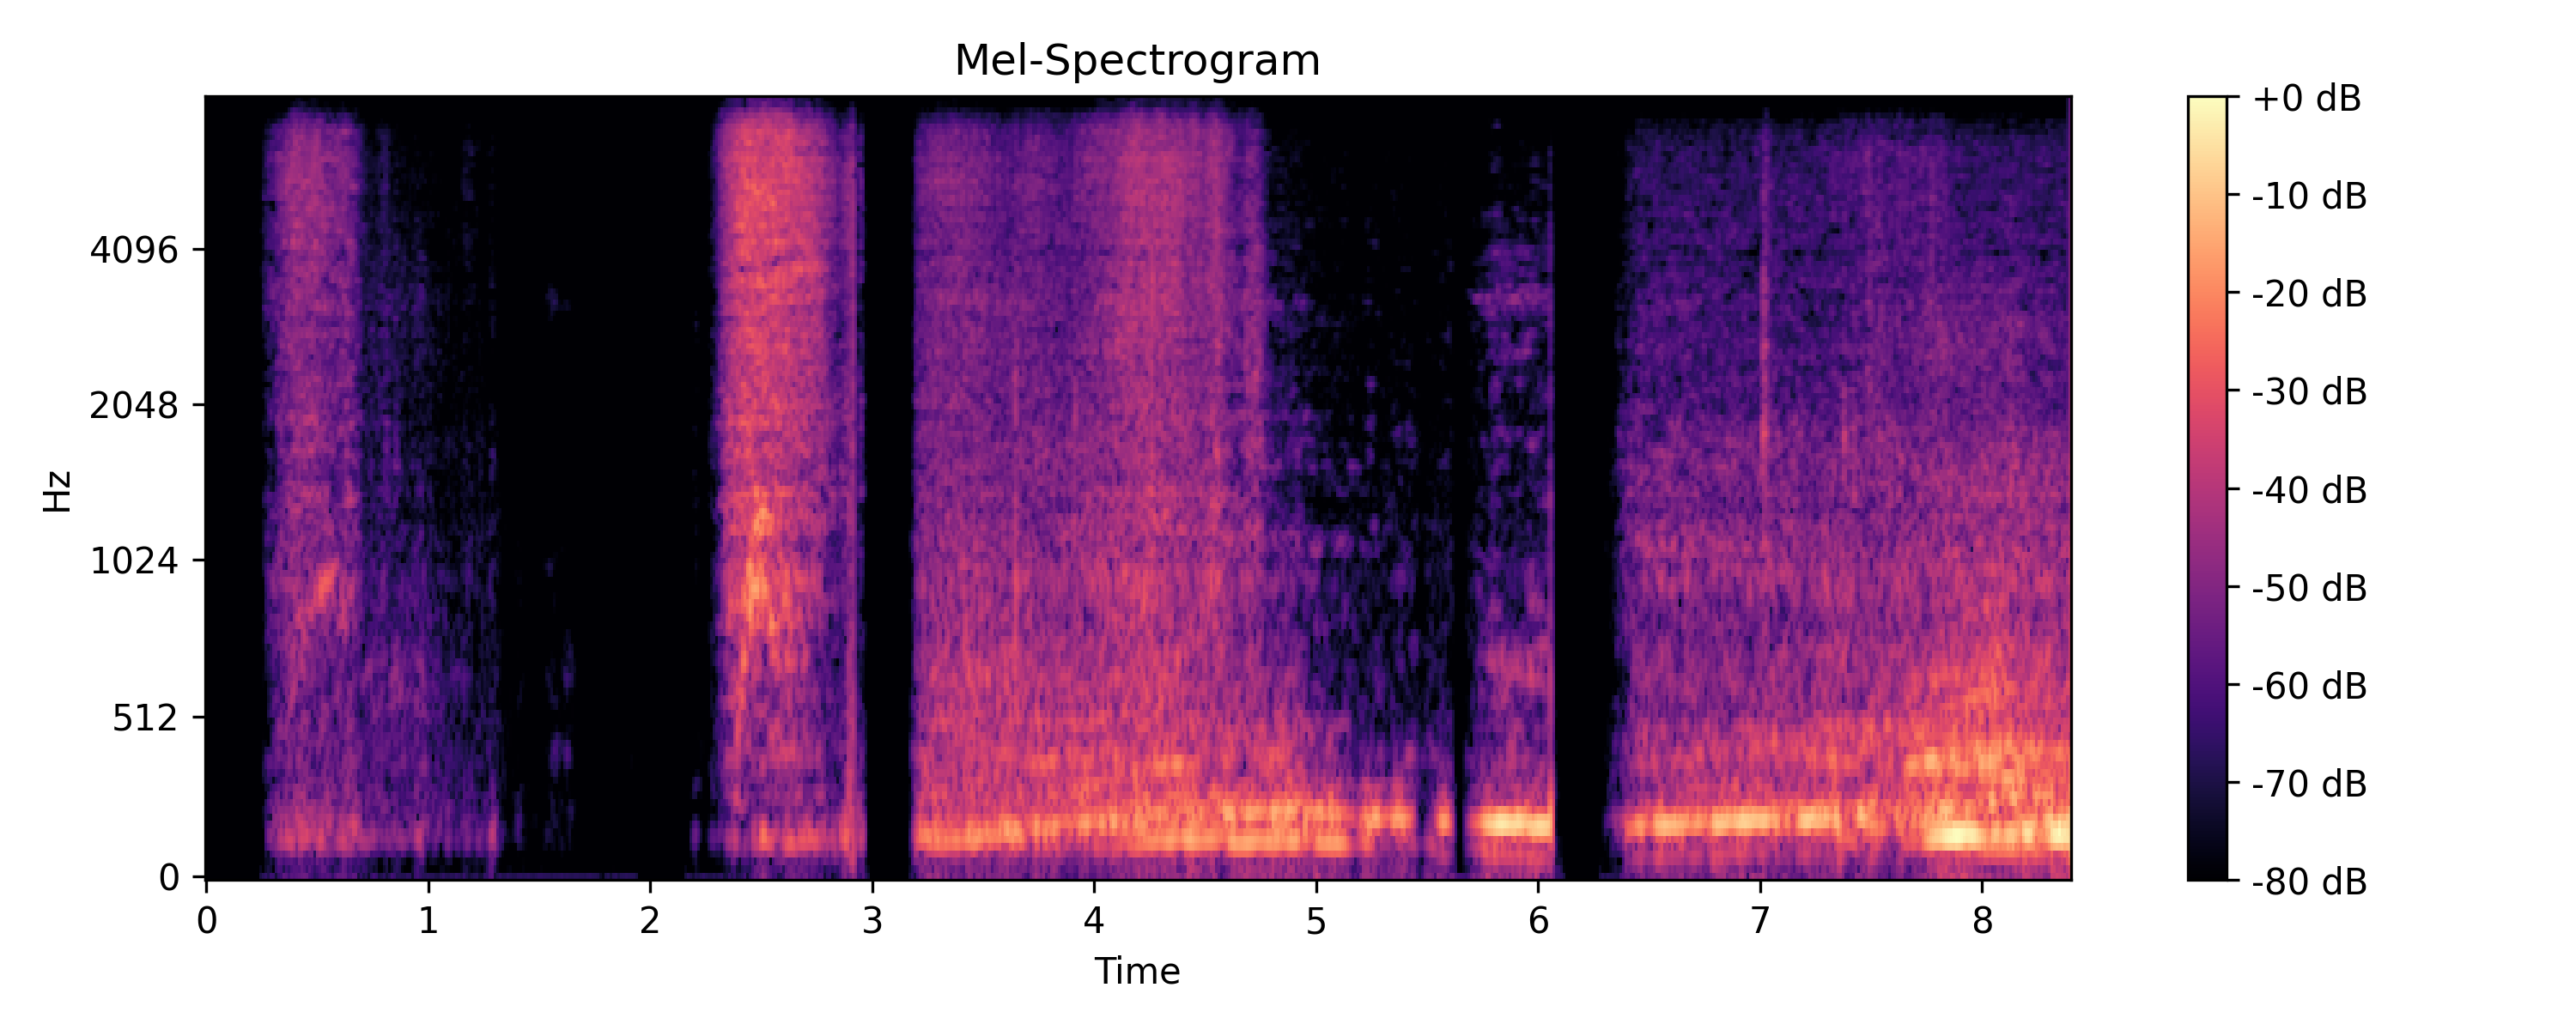 Mel-Spectrogram
+0 dB
-10 dB
-20 dB
-30 dB
-40 dB
-50 dB
-60 dB
-70 dB
-80 dB
Hz
4096
2048
1024
512
0
0 1 2 3 4 5 6 7 8
Time